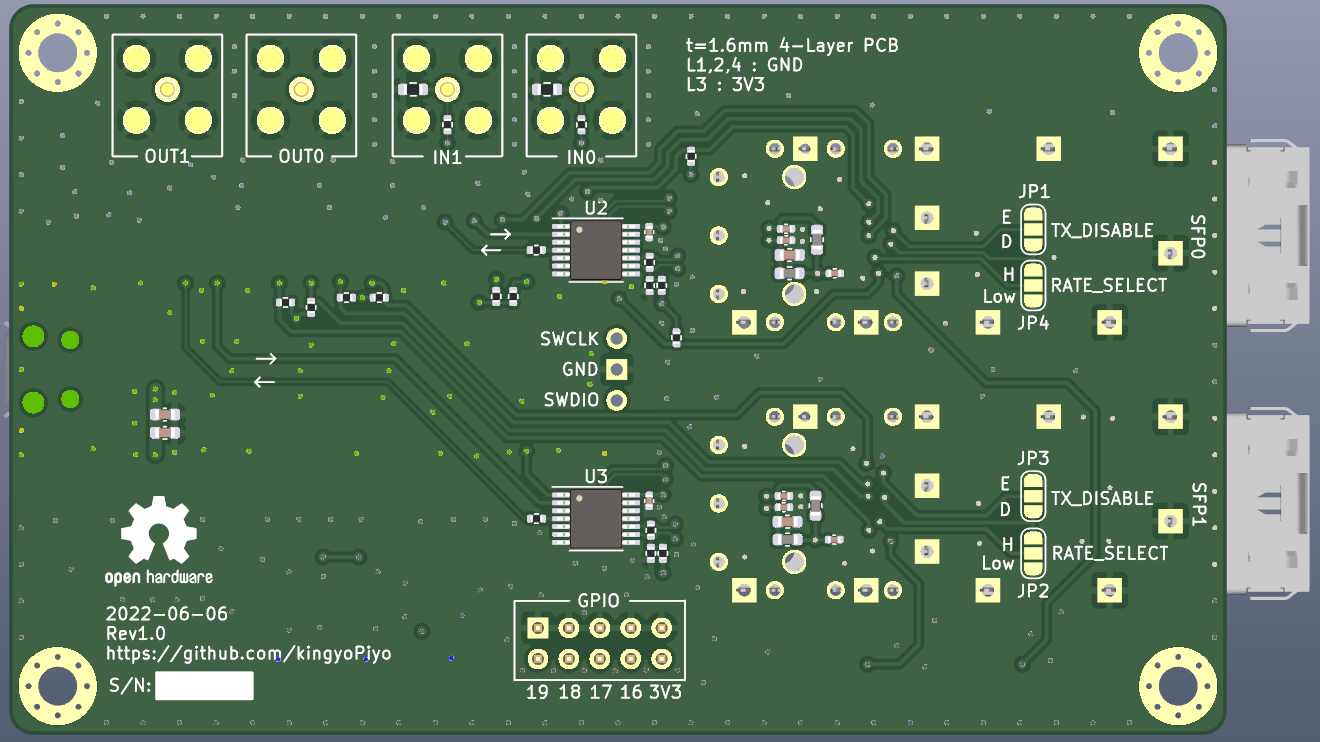 t=1.6mm 4-Layer PCB
L1,2,4 : GND
L3 : 3V3
OUT1
OUT0
IN1
IN0
U2
JP1
E
D
TX_DISABLE
H
Low
RATE_SELECT
JP4
SFP0
SWCLK
GND
SWDIO
U3
JP3
E
D
TX_DISABLE
H
Low
RATE_SELECT
JP2
SFP1
open hardware
2022-06-06
Rev1.0
https://github.com/kingyoPiyo
S/N:
GPIO
19 18 17 16 3V3